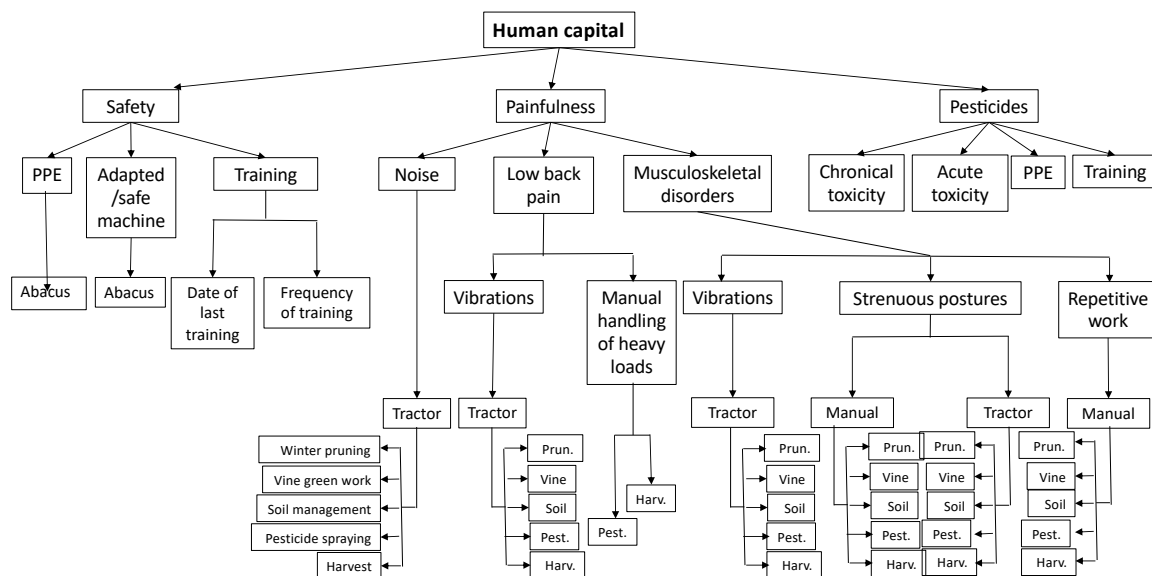 Human capital
Safety
Painfulness
Pesticides
PPE
Adapted
/safe
machine
Training
Noise
Low back
pain
Musculoskeletal
disorders
Chronical
toxicity
Acute
toxicity
PPE
Training
Abacus
Abacus
Date of
last
training
Frequency
of training
Vibrations
Manual
handling
of heavy
loads
Vibrations
Strenuous postures
Repetitive
work
Tractor
Tractor
Tractor
Manual
Tractor
Manual
Winter pruning
Vine green work
Soil management
Pesticide spraying
Harvest
Prun.
Vine
Soil
Pest.
Harv.
Pest.
Harv.
Prun.
Vine
Soil
Pest.
Harv.
Prun.
Vine
Soil
Pest.
Harv.
Prun.
Vine
Soil
Pest.
Harv.
Prun.
Vine
Soil
Pest.
Harv.